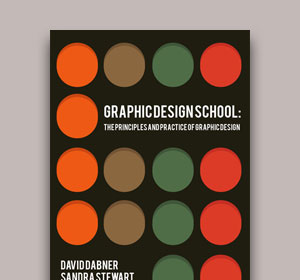 GRAPHIC DESIGN SCHOOL:
THE PRINCIPLES AND PRACTICE OF GRAPHIC DESIGN
DAVID DABNER
SANDRA STEWART